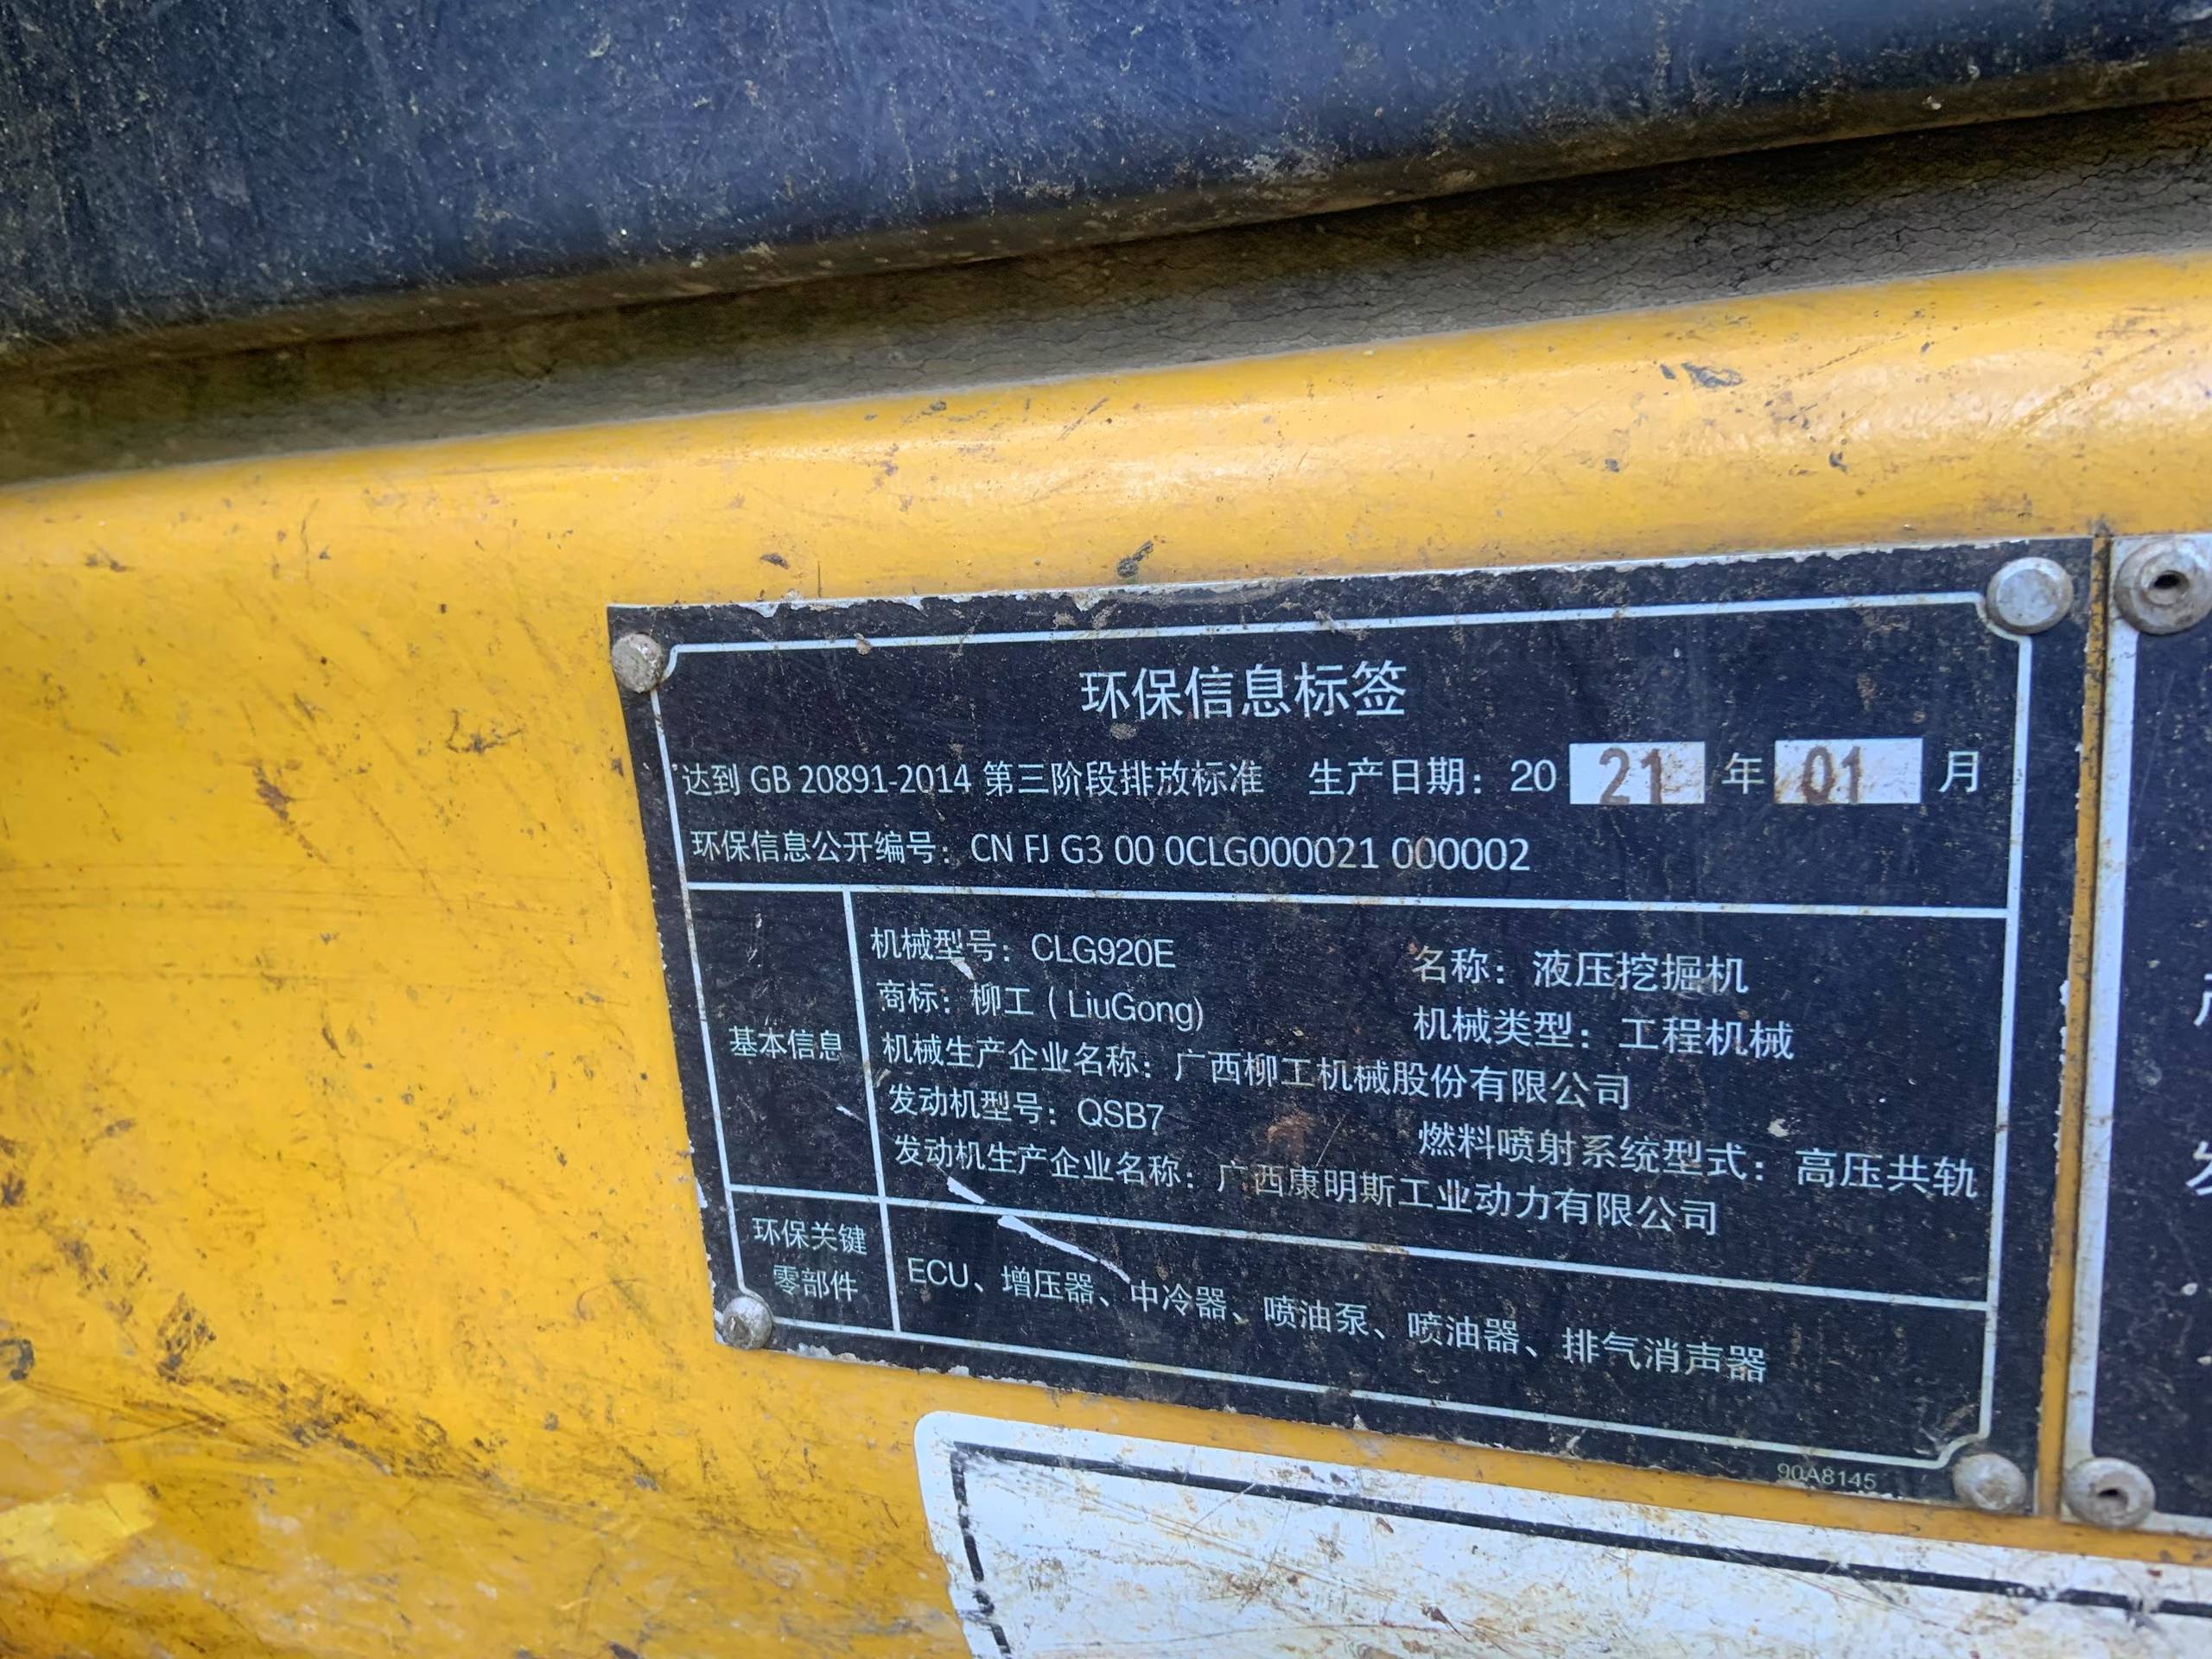 环保信息标签
达到 GB 20891-2014 第三阶段排放标准 生产日期：20 21 年 01 月
环保信息公开编号：CN FJ G3 00 0CLG000021 000002
基本信息
机械型号：CLG920E 名称：液压挖掘机
商标：柳工（LiuGong) 机械类型：工程机械
机械生产企业名称：广西柳工机械股份有限公司
发动机型号：QSB7 燃料喷射系统型式：高压共轨
发动机生产企业名称：广西康明斯工业动力有限公司
环保关键
零部件
ECU、增压器、中冷器、喷油泵、喷油器、排气消声器
90A8145